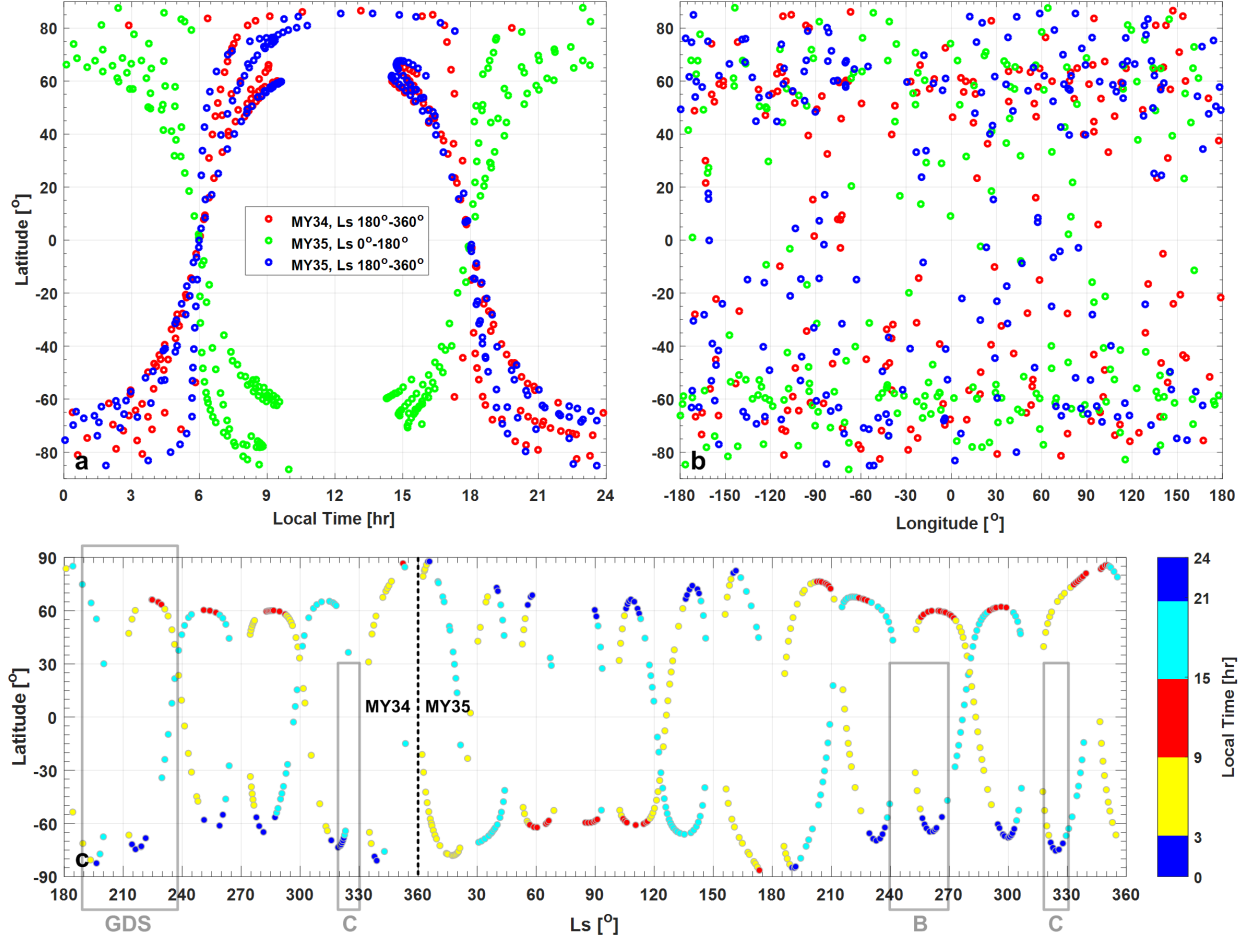 80
60
40
20
0
-20
-40
-60
-80
Latitude [°]
MY34, Ls 180°-360°
MY35, Ls 0°-180°
MY35, Ls 180°-360°
a
0 3 6 9 12 15 18 21 24
Local Time [hr]
80
60
40
20
0
-20
-40
-60
-80
Latitude [°]
b
-180 -150 -120 -90 -60 -30 0 30 60 90 120 150 180
Longitude [°]
90
60
30
0
-30
-60
-90
Latitude [°]
MY34 MY35
c
180 210 240 270 300 330 360 30 60 90 120 150 180 210 240 270 300 330 360
Ls [°]
GDS C B C
24
21
15
9
3
0
Local Time [hr]